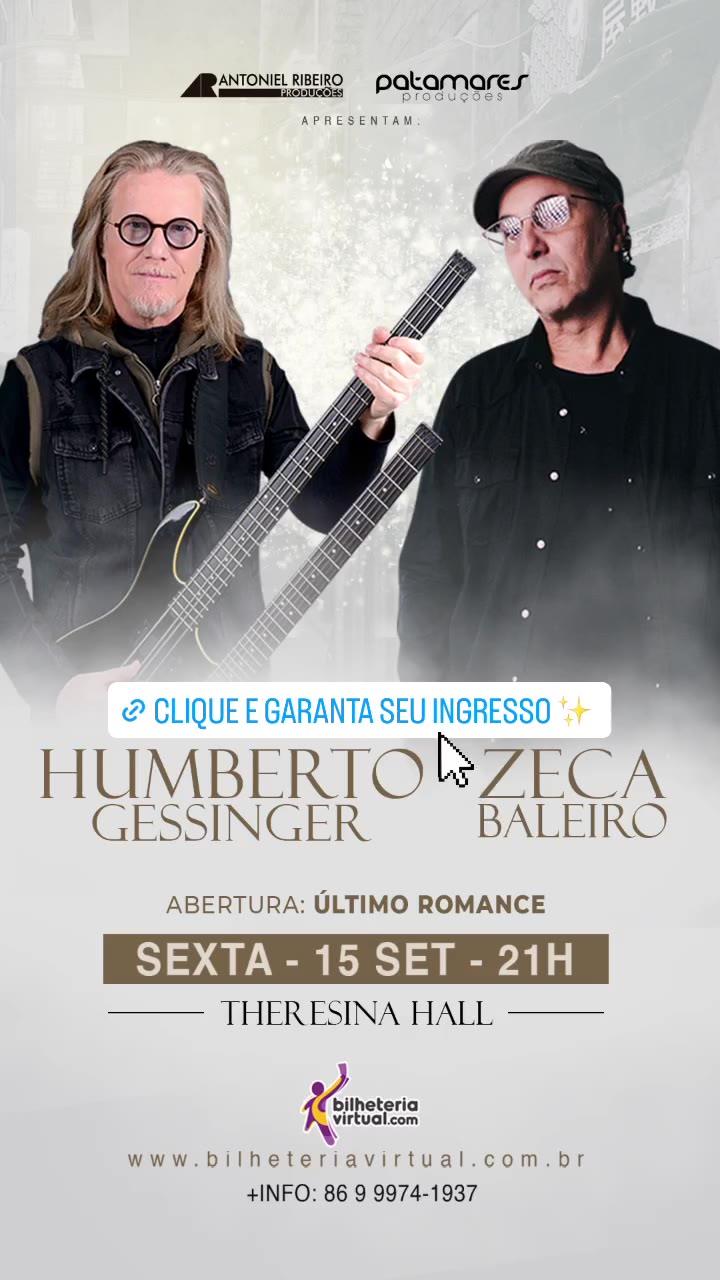 ANTONIEL RIBEIRO
PRODUÇÕES
patamares
produções
APRESENTAM.
CLIQUE E GARANTA SEU INGRESSO ✨
HUMBERTO
GESSINGER
ZECA
BALEIRO
ABERTURA: ÚLTIMO ROMANCE
SEXTA - 15 SET - 21H
THERESINA HALL
bilheteria
virtual.com
www.bilheteriavirtual.com.br
+INFO: 86 9 9974-1937